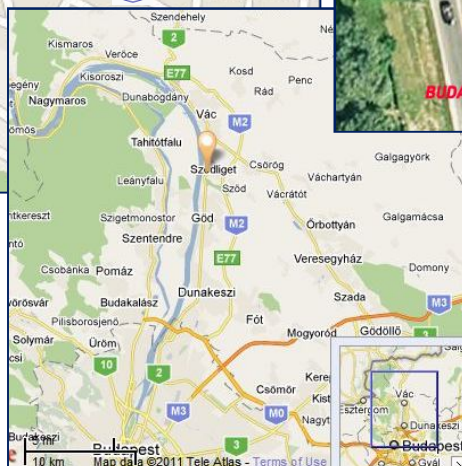 Szendehely
2
Kismaros
Verőce
E77
Kosd
Penc
Kisoroszi
Rád
Nagymaros
Dunabogdány
Vác
M2
BUDA
Tahitótfalu
Sződliget
Csörög
Galgagyörk
Leányfalu
Sződ
Váchartyán
Vácrátót
Szigetmonostor
Göd
M2
Galgamácsa
Őrbottyán
Szentendre
E77
Veresegyház
Csobánka
Pomáz
Domony
Dunakeszi
Szada
Budakalász
M3
Pilisborosjenő
Fót
Mogyoród
Gödöllő
3
Solymár
Üröm
10
2
Csömör
M3
M0
Vác
Dunakeszi
Budapest
Gyál
3
Budapest
10 km
Map data ©2011 Tele Atlas - Terms of Use